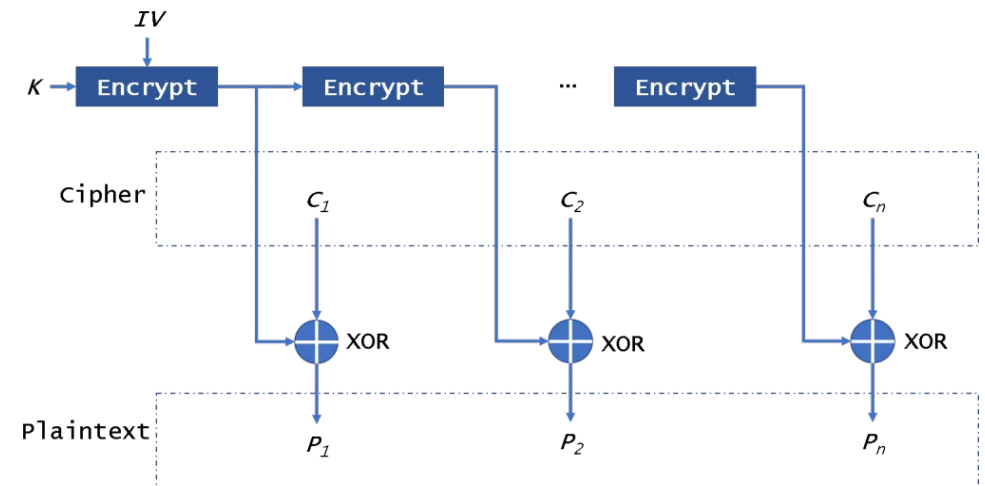 IV
K Encrypt Encrypt ... Encrypt
Cipher C1 C2 Cn
XOR XOR XOR
Plaintext P1 P2 Pn